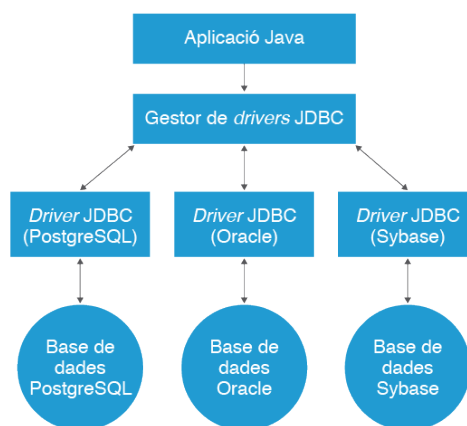 Aplicació Java
Gestor de drivers JDBC
Driver JDBC
(PostgreSQL)
Driver JDBC
(Oracle)
Driver JDBC
(Sybase)
Base de
dades
PostgreSQL
Base de
dades
Oracle
Base de
dades
Sybase